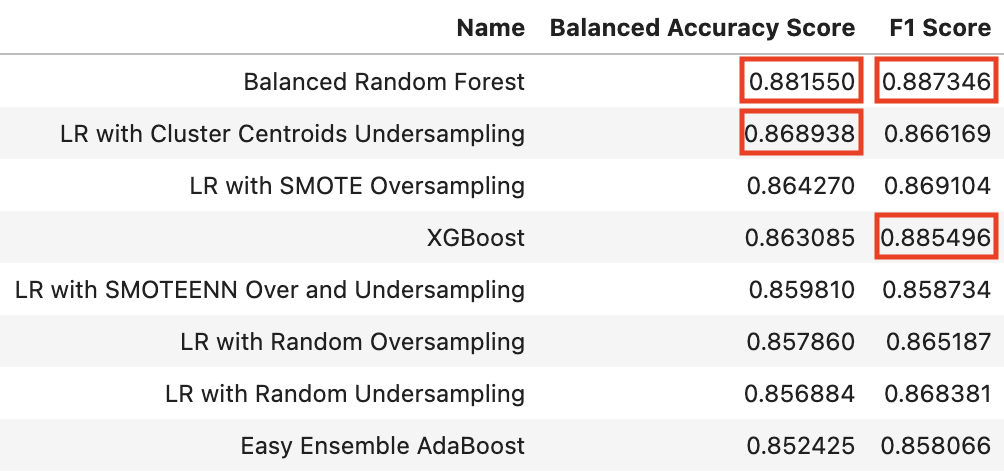 Name Balanced Accuracy Score F1 Score
Balanced Random Forest 0.881550 0.887346
LR with Cluster Centroids Undersampling 0.868938 0.866169
LR with SMOTE Oversampling 0.864270 0.869104
XGBoost 0.863085 0.885496
LR with SMOTEENN Over and Undersampling 0.859810 0.858734
LR with Random Oversampling 0.857860 0.865187
LR with Random Undersampling 0.856884 0.868381
Easy Ensemble AdaBoost 0.852425 0.858066